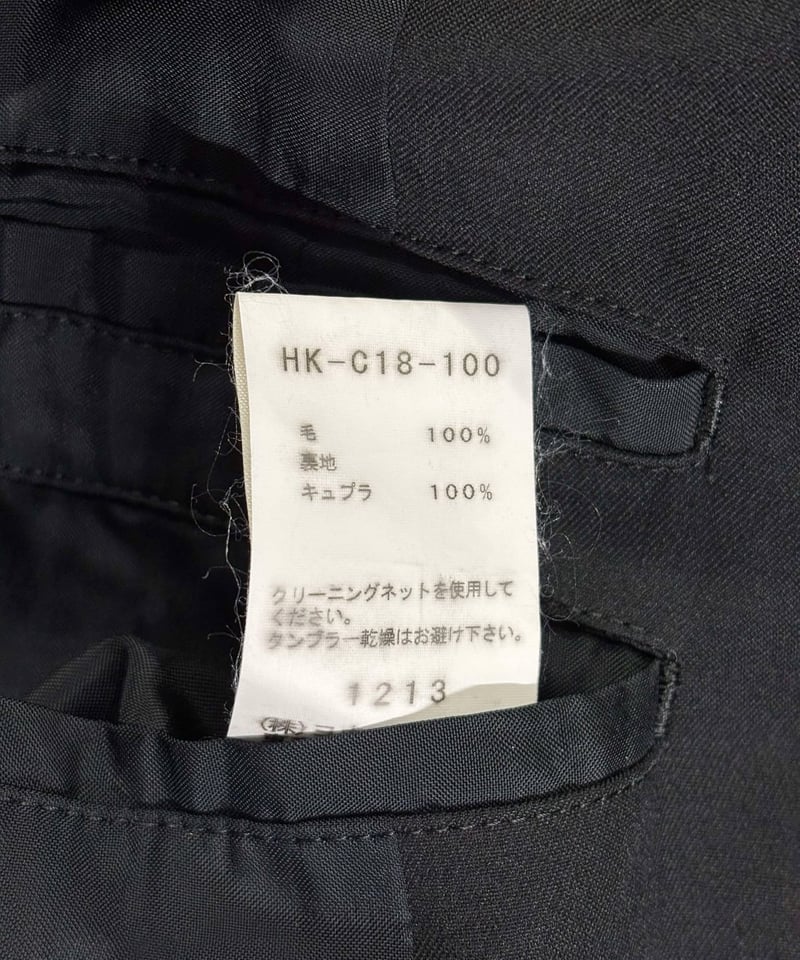 HK-C18-100
毛 100%
裏地
キュプラ 100%
クリーニングネットを使用して
ください。
タンブラー乾燥はお避け下さい。
1213
(株)